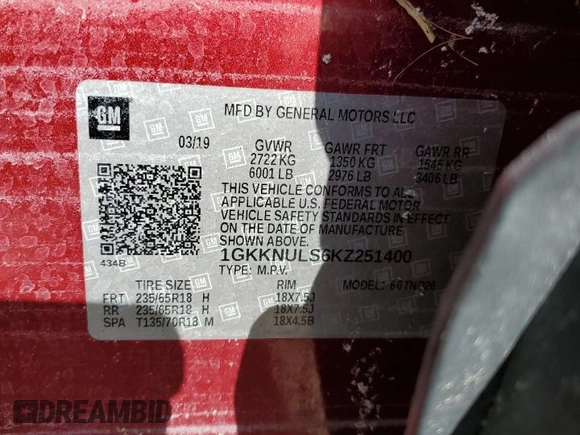 GM
MFD BY GENERAL MOTORS LLC
03/19 GVWR GAWR FRT GAWR RR
2722 KG 1350 KG 1545 KG
6001 LB 2976 LB 3406 LB
THIS VEHICLE CONFORMS TO ALL
APPLICABLE U.S. FEDERAL MOTOR
VEHICLE SAFETY STANDARDS IN EFFECT
ON THE DATE OF MANUFACTURE
SHOWN ABOVE.
434B
1GKKNULS6KZ251400
TYPE: M.P.V. MODEL:
TIRE SIZE RIM
FRT 235/65R18 H 18X7.5J
RR 235/65R18 H 18X7.5J
SPA T135/70R18 M 18X4.5B
DREAMBID